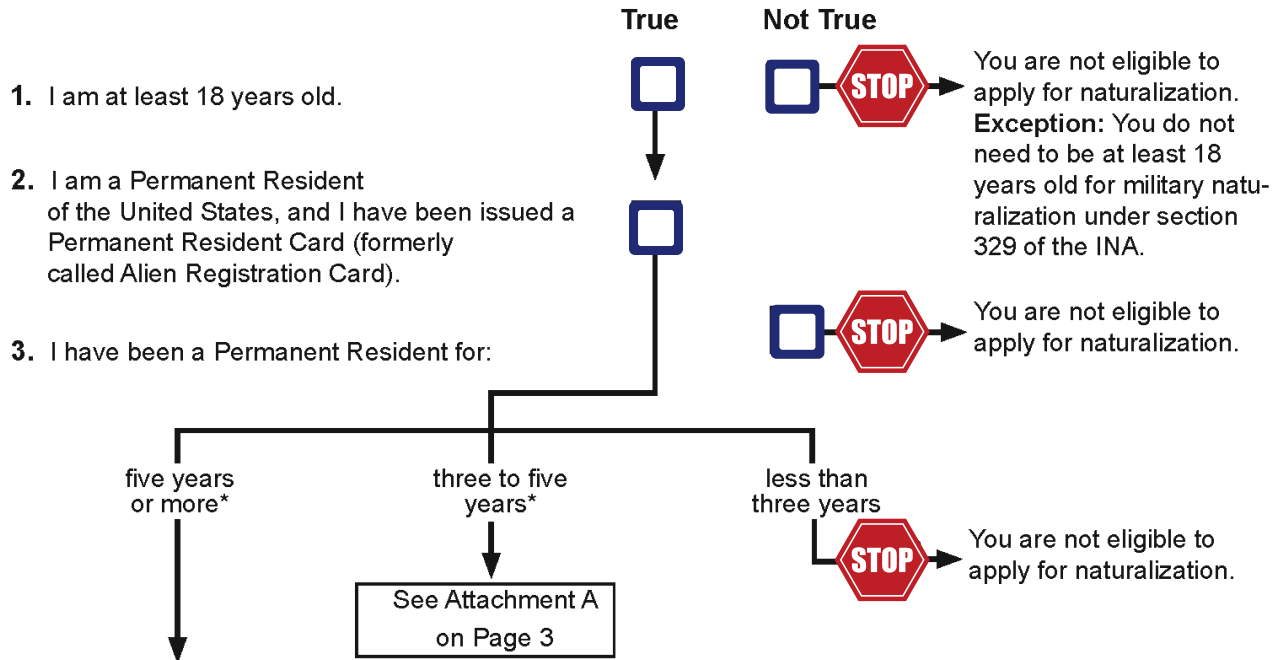 True
Not True
1. I am at least 18 years old.
STOP
You are not eligible to
apply for naturalization.
Exception: You do not
need to be at least 18
years old for military natu-
ralization under section
329 of the INA.
2. I am a Permanent Resident
of the United States, and I have been issued a
Permanent Resident Card (formerly
called Alien Registration Card).
STOP
You are not eligible to
apply for naturalization.
3. I have been a Permanent Resident for:
five years
or more*
three to five
years*
less than
three years
STOP
You are not eligible to
apply for naturalization.
See Attachment A
on Page 3